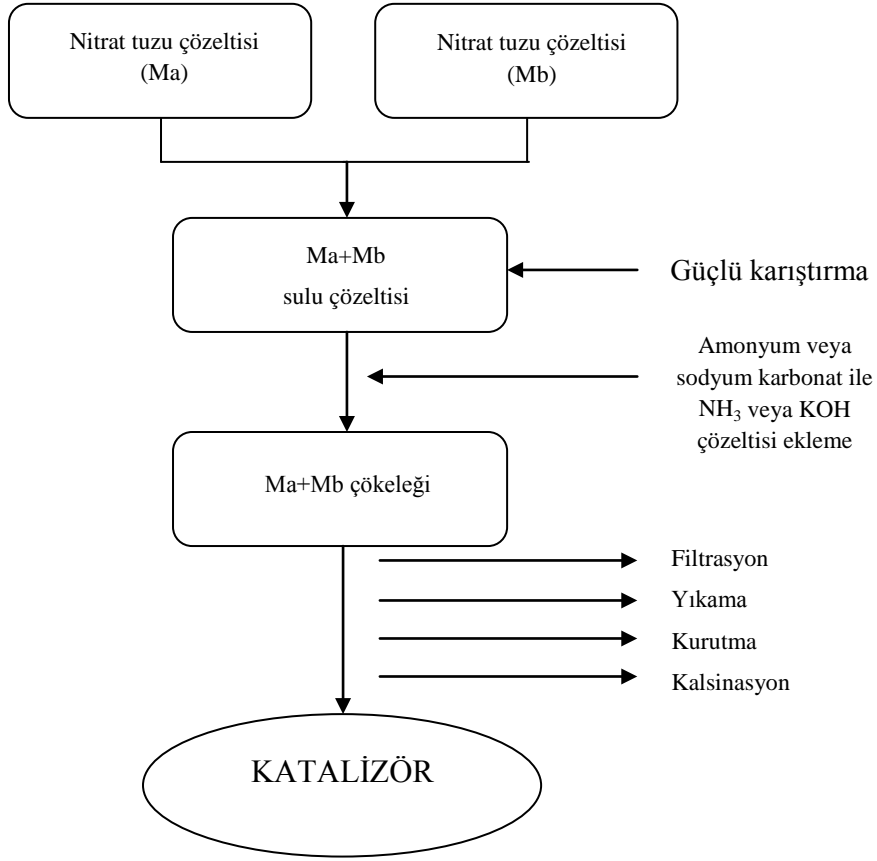 Nitrat tuzu çözeltisi
(Ma)
Nitrat tuzu çözeltisi
(Mb)
Ma+Mb
sulu çözeltisi
Güçlü karıştırma
Amonyum veya
sodyum karbonat ile
NH₃ veya KOH
çözeltisi ekleme
Ma+Mb çökeleği
Filtrasyon
Yıkama
Kurutma
Kalsinasyon
KATALİZÖR